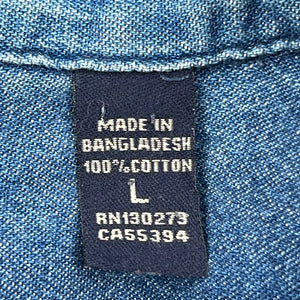 MADE IN
BANGLADESH
100% COTTON
L
RN130273
CA55394